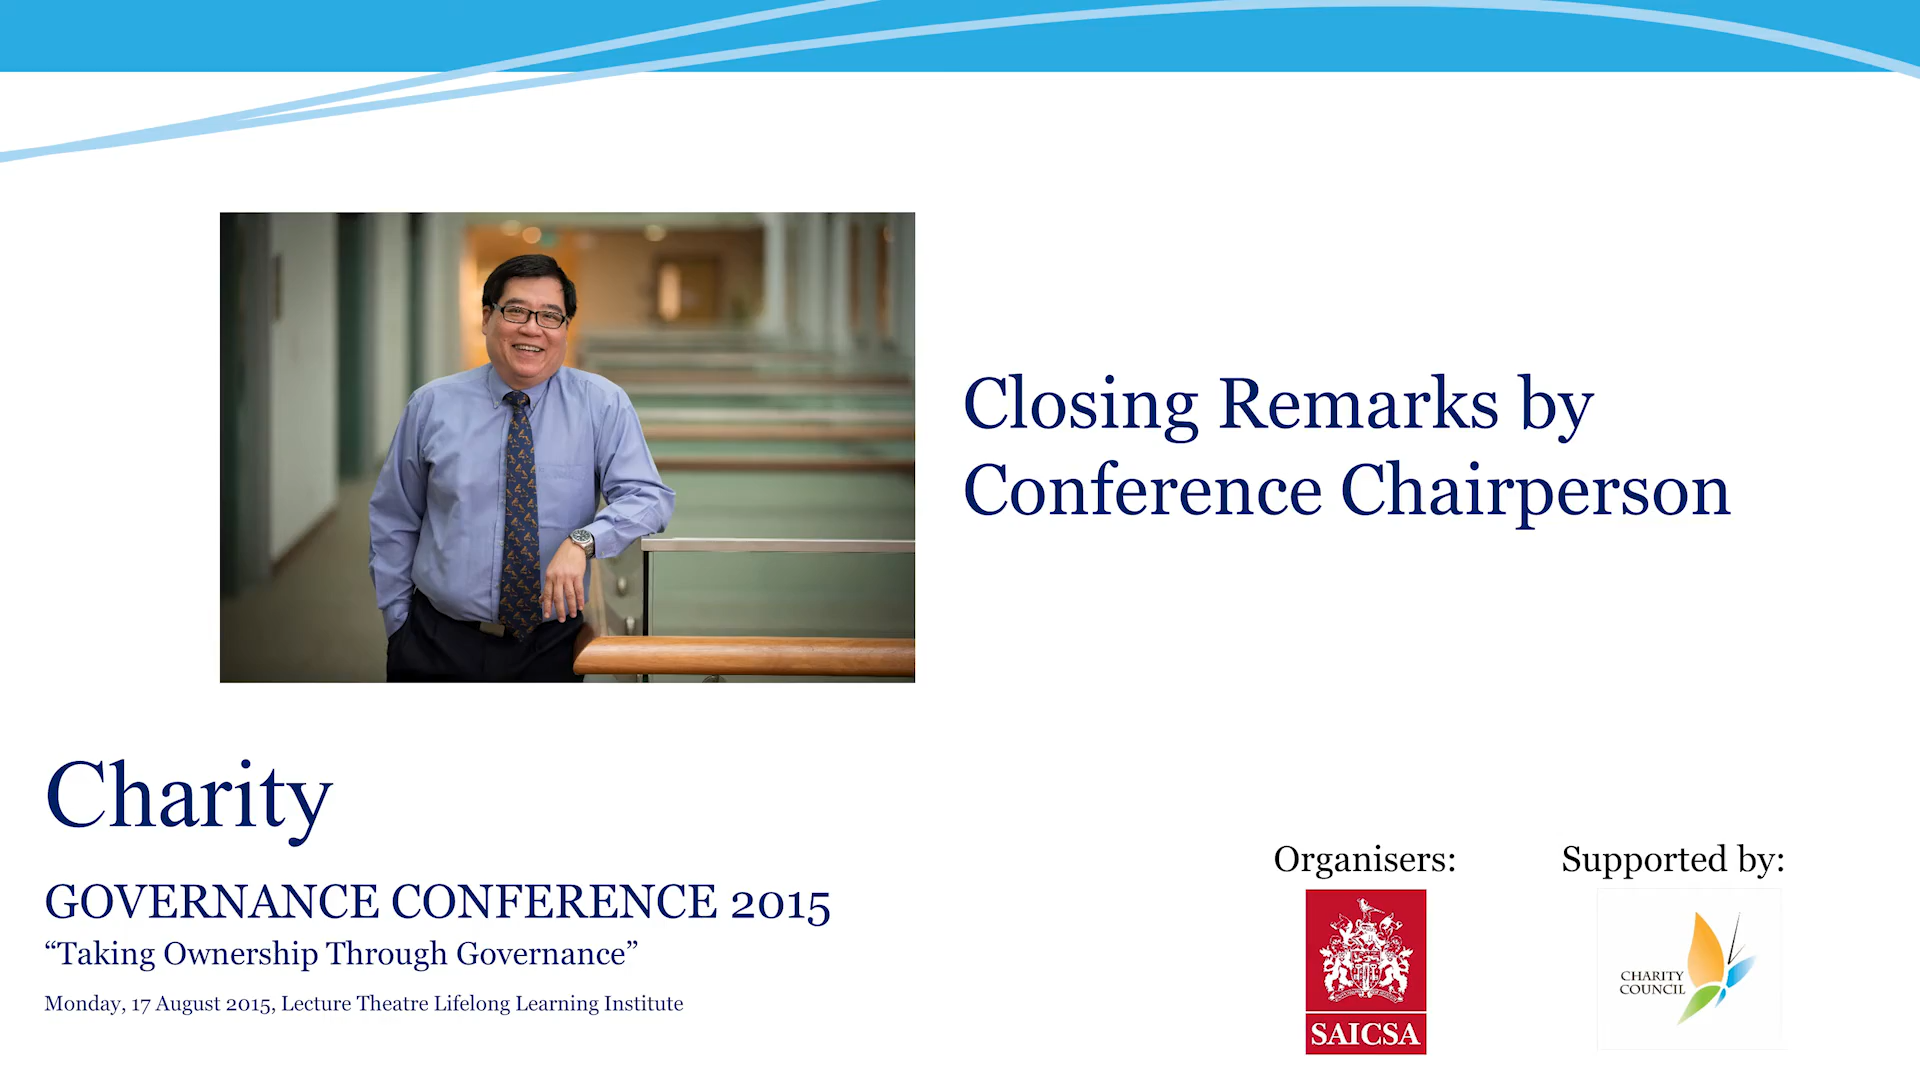 Closing Remarks by
Conference Chairperson
Charity
GOVERNANCE CONFERENCE 2015
“Taking Ownership Through Governance”
Monday, 17 August 2015, Lecture Theatre Lifelong Learning Institute
Organisers:
SAICSA
Supported by:
CHARITY
COUNCIL